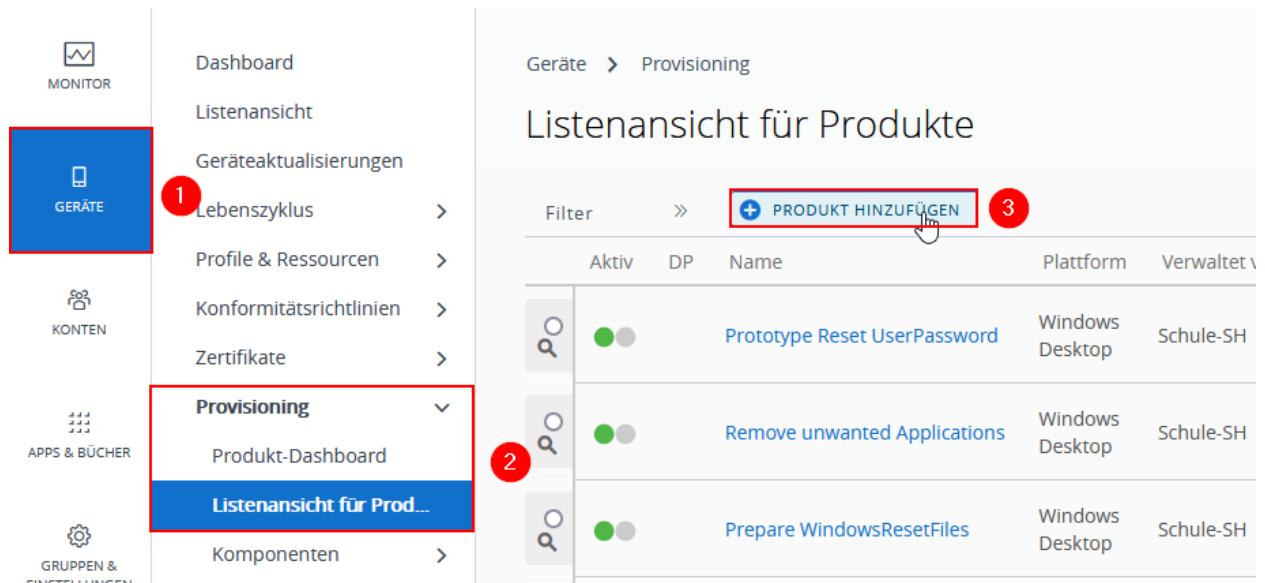 MONITOR
GERÄTE
KONTEN
APPS & BÜCHER
GRUPPEN &
EINSTELLUNGEN
1
Dashboard
Listenansicht
Geräteaktualisierungen
Lebenszyklus
Profile & Ressourcen
Konformitätsrichtlinien
Zertifikate
Provisioning
Produkt-Dashboard
Listenansicht für Prod...
Komponenten
2
Geräte > Provisioning
Listenansicht für Produkte
Filter » PRODUKT HINZUFÜGEN 3
Aktiv DP Name Plattform Verwaltet v
Prototype Reset UserPassword Windows Desktop Schule-SH
Remove unwanted Applications Windows Desktop Schule-SH
Prepare WindowsResetFiles Windows Desktop Schule-SH